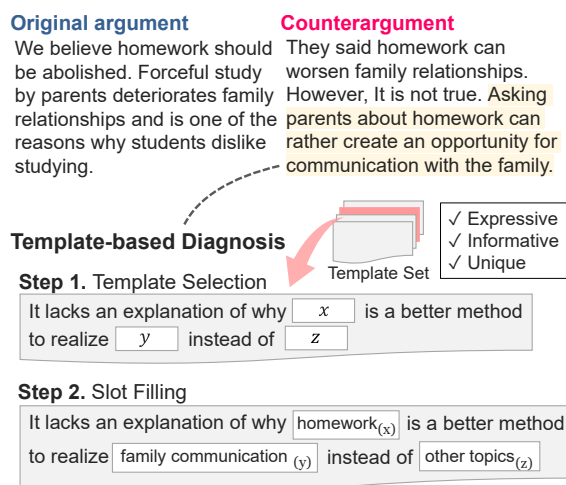 Original argument
We believe homework should
be abolished. Forceful study
by parents deteriorates family
relationships and is one of the
reasons why students dislike
studying.
Counterargument
They said homework can
worsen family relationships.
However, It is not true. Asking
parents about homework can
rather create an opportunity for
communication with the family.
Template-based Diagnosis
Template Set
✓ Expressive
✓ Informative
✓ Unique
Step 1. Template Selection
It lacks an explanation of why x is a better method
to realize y instead of z
Step 2. Slot Filling
It lacks an explanation of why homework(x) is a better method
to realize family communication (y) instead of other topics(z)